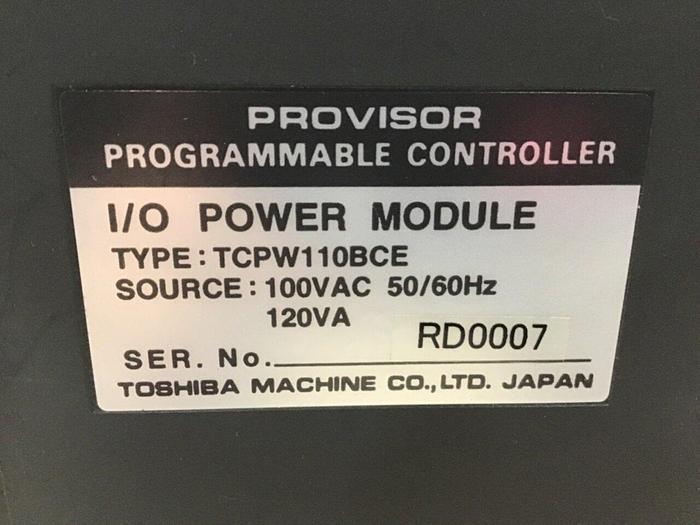 PROVISOR
PROGRAMMABLE CONTROLLER
I/O POWER MODULE
TYPE: TCPW110BCE
SOURCE: 100VAC 50/60Hz
120VA
SER. No. RD0007
TOSHIBA MACHINE CO.,LTD. JAPAN